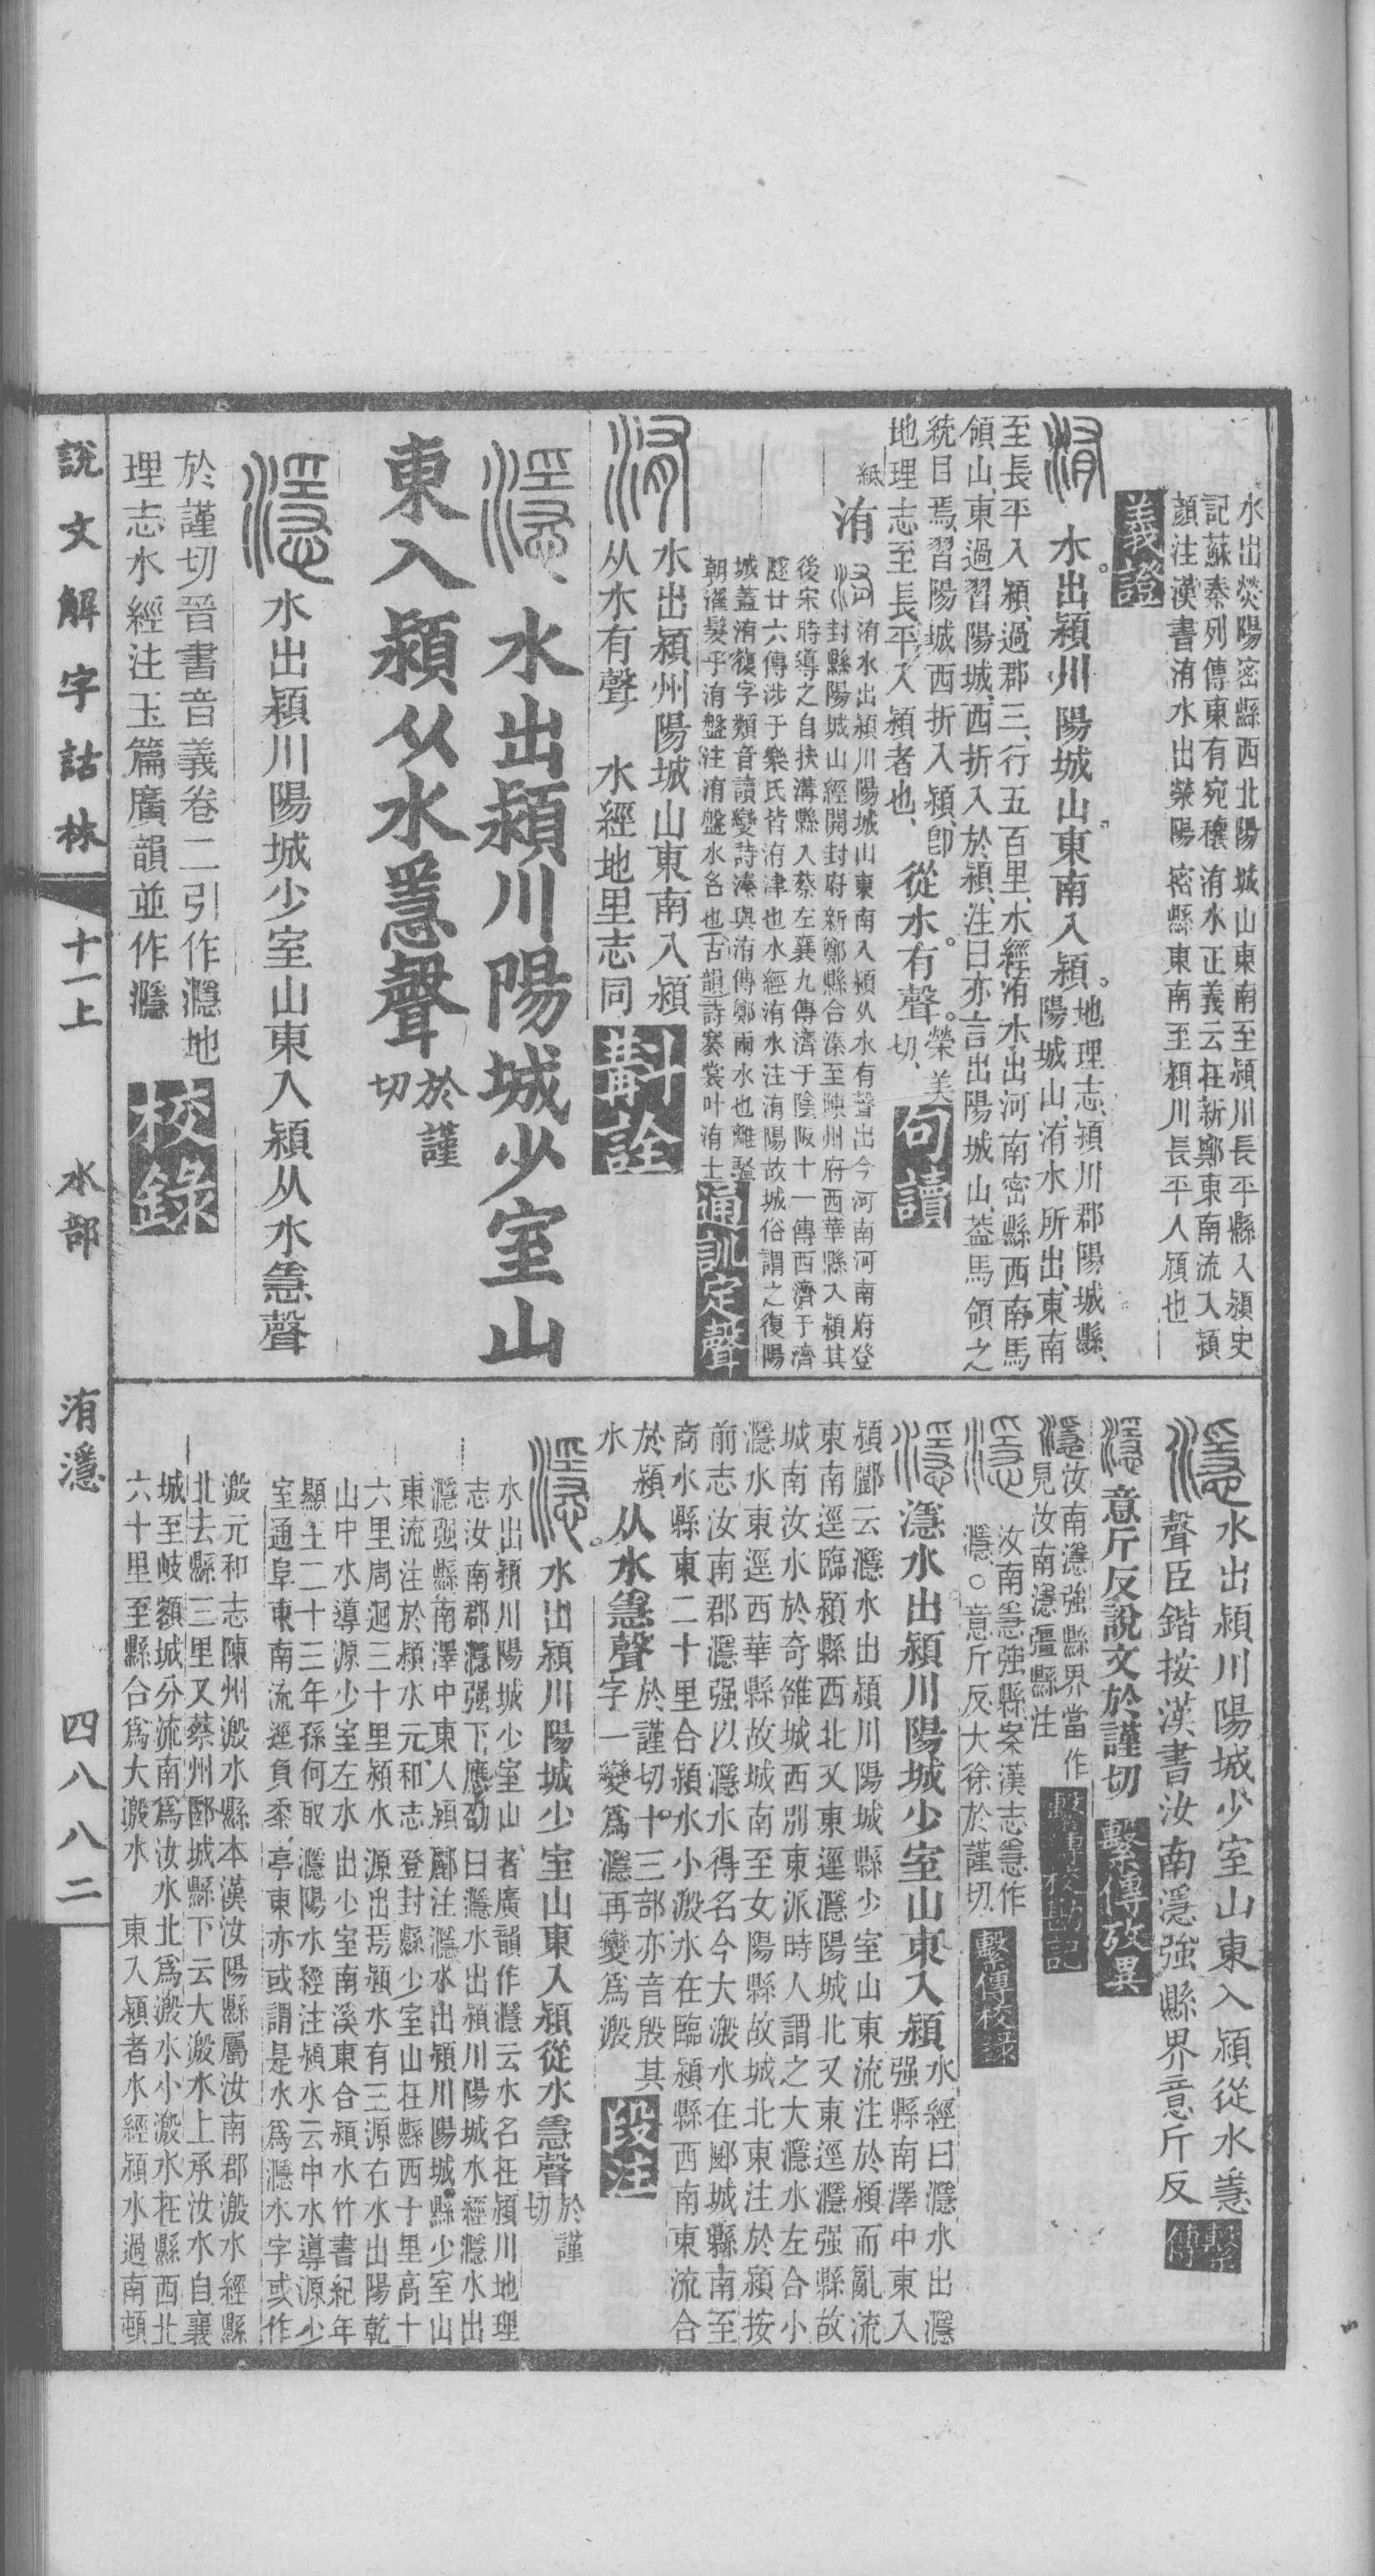 水出熒陽密縣西北陽城山東南至潁川長平縣入潁史
記蘇秦列傳東有宛穰洧水正義云在新鄭東南流入潁
顏注漢書洧水出滎陽密縣東南至潁川長平入潁也
義證
洧水出潁川陽城山東南入潁地理志潁川郡陽城縣
陽城山洧水所出東南
至長平入潁過郡三行五百里水經洧水出河南密縣西南馬
領山東過習陽城西折入於潁注曰亦言出陽城山蓋馬領之
統目焉習陽城西折入潁卽
地理志至長平入潁者也
從水有聲榮美
切
句讀
紙
洧
洧水出潁川陽城山東南入潁从水有聲出今河南河南府登
封縣陽城山經開封府新鄭縣合溱至陳州府西華縣入潁其
後宋時導之自扶溝縣入蔡左襄九傳濟于陰阪十一傳西濟于濟
隧廿六傳涉于樂氏皆洧津也水經洧水注洧陽故城俗謂之復陽
城蓋洧復字類音讀變詩溱與洧傳鄭兩水也離騷
朝濯髮乎洧盤注洧盤水名也古韻詩褰裳叶洧士
通訓定聲
洧水出潁州陽城山東南入潁
从水有聲 水經地里志同
斠詮
㶏水出潁川陽城少室山
東入潁从水㥯聲於謹
切
㶏水出潁川陽城少室山東入潁从水㥯聲
於謹切晉書音義卷二引作㶏地
理志水經注玉篇廣韻並作㶏
校錄
㶏水出潁川陽城少室山東入潁從水㥯
聲臣鍇按漢書汝南㶏強縣界意斤反
繫傳
㶏意斤反說文於謹切
繫傳攷異
㶏汝南㶏強縣界當作
見汝南㶏彊縣注
繫傳校勘記
㶏汝南㥯強縣案漢志㥯作
㶏○意斤反大徐於謹切
繫傳校錄
㶏㶏水出潁川陽城少室山東入潁水經曰㶏水出㶏
强縣南澤中東入
潁酈云㶏水出潁川陽城縣少室山東流注於潁而亂流
東南逕臨潁縣西北又東逕㶏陽城北又東逕㶏强縣故
城南汝水於奇雒城西別東派時人謂之大㶏水左合小
㶏水東逕西華縣故城南至女陽縣故城北東注於潁按
前志汝南郡㶏强以㶏水得名今大溵水在郾城縣南至
商水縣東二十里合潁水小溵水在臨潁縣西南東流合
於潁
水
从水㥯聲於謹切十三部亦音殷其
字一變爲㶏再變爲溵
段注
㶏水出潁川陽城少室山東入潁從水㥯聲於謹
切
水出潁川陽城少室山者廣韻作㶏云水名在潁川地理
志汝南郡㶏强下應劭曰㶏水出潁川陽城水經㶏水出
㶏强縣南澤中東入潁酈注㶏水出潁川陽城縣少室山
東流注於潁水元和志登封縣少室山在縣西十里高十
六里周迴三十里潁水源出焉潁水有三源右水出陽乾
山中水導源少室左水出少室南溪東合潁水竹書紀年
顯王二十三年孫何取㶏陽水經注潁水云中水導源少
室通阜東南流逕負黍亭東亦或謂是水爲㶏水字或作
溵元和志陳州溵水縣本漢汝陽縣屬汝南郡溵水經縣
北去縣三里又蔡州郾城縣下云大溵水上承汝水自襄
城至岐額城分流南爲汝水北爲溵水小溵水在縣西北
六十里至縣合爲大溵水 東入潁者水經潁水過南頓
說文解字詁林 十一上 水部 洧㶏 四八八二